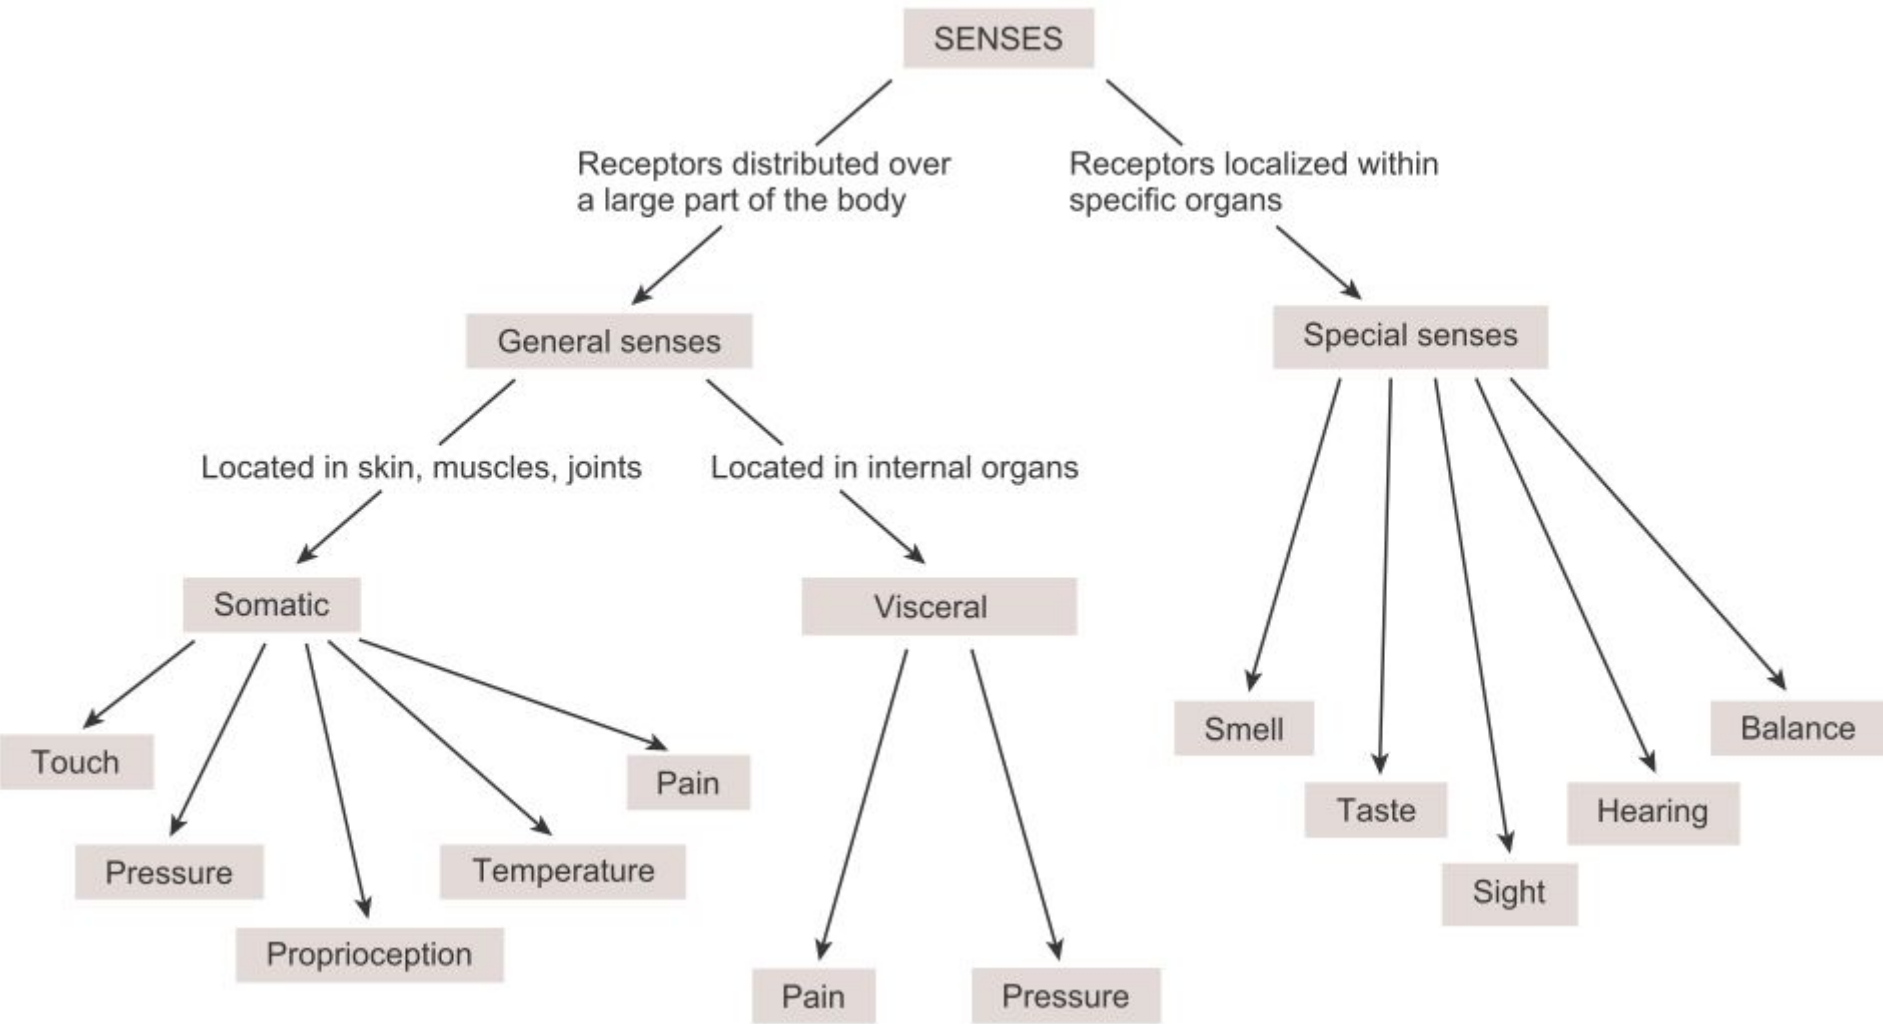 SENSES
Receptors distributed over
a large part of the body
Receptors localized within
specific organs
General senses
Special senses
Located in skin, muscles, joints
Located in internal organs
Somatic
Visceral
Touch
Pressure
Proprioception
Temperature
Pain
Pain
Pressure
Smell
Taste
Sight
Hearing
Balance